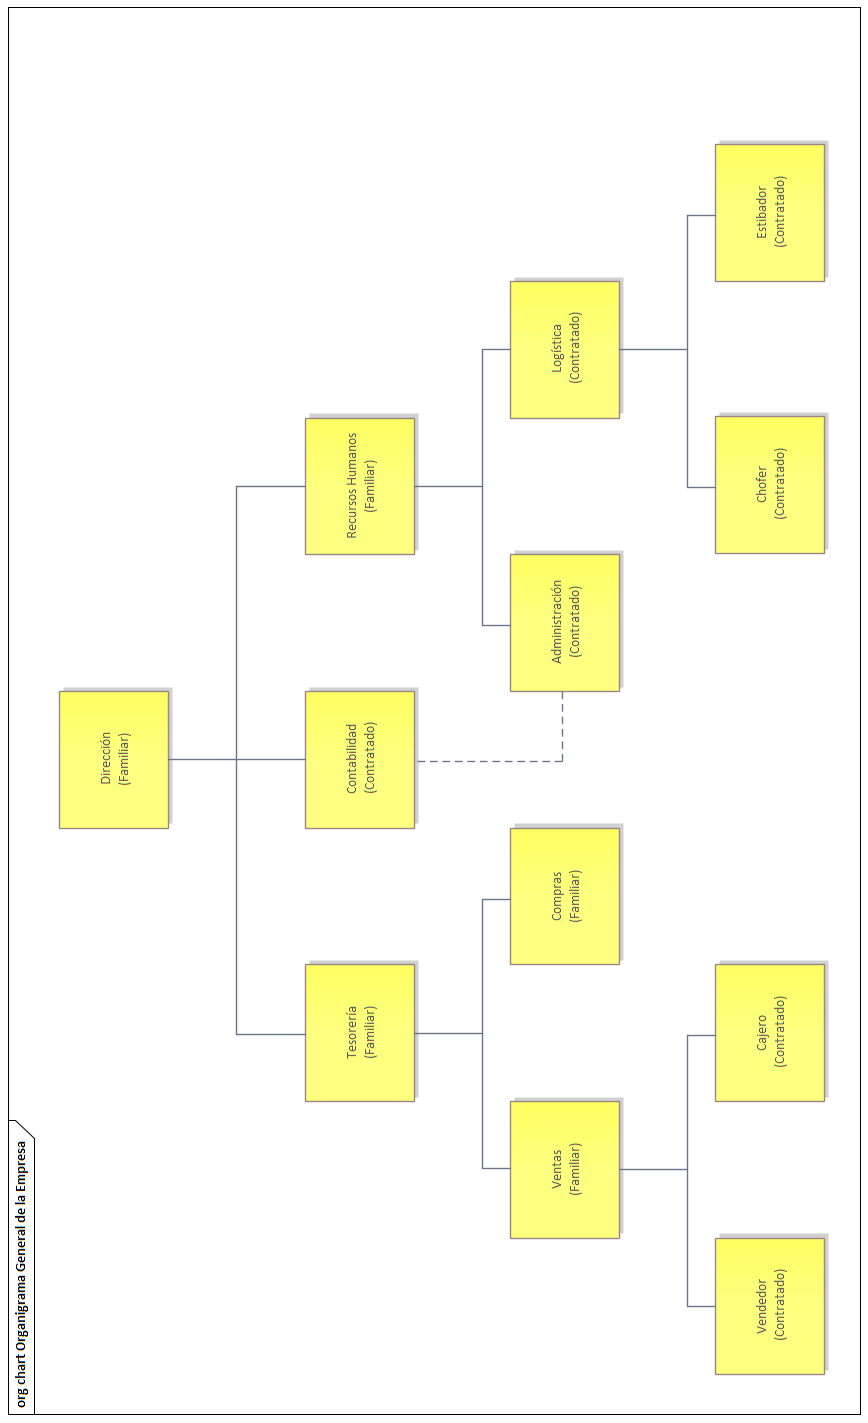 org chart Organigrama General de la Empresa
Dirección
(Familiar)
Tesorería
(Familiar)
Contabilidad
(Contratado)
Recursos Humanos
(Familiar)
Ventas
(Familiar)
Compras
(Familiar)
Administración
(Contratado)
Logística
(Contratado)
Vendedor
(Contratado)
Cajero
(Contratado)
Chofer
(Contratado)
Estibador
(Contratado)